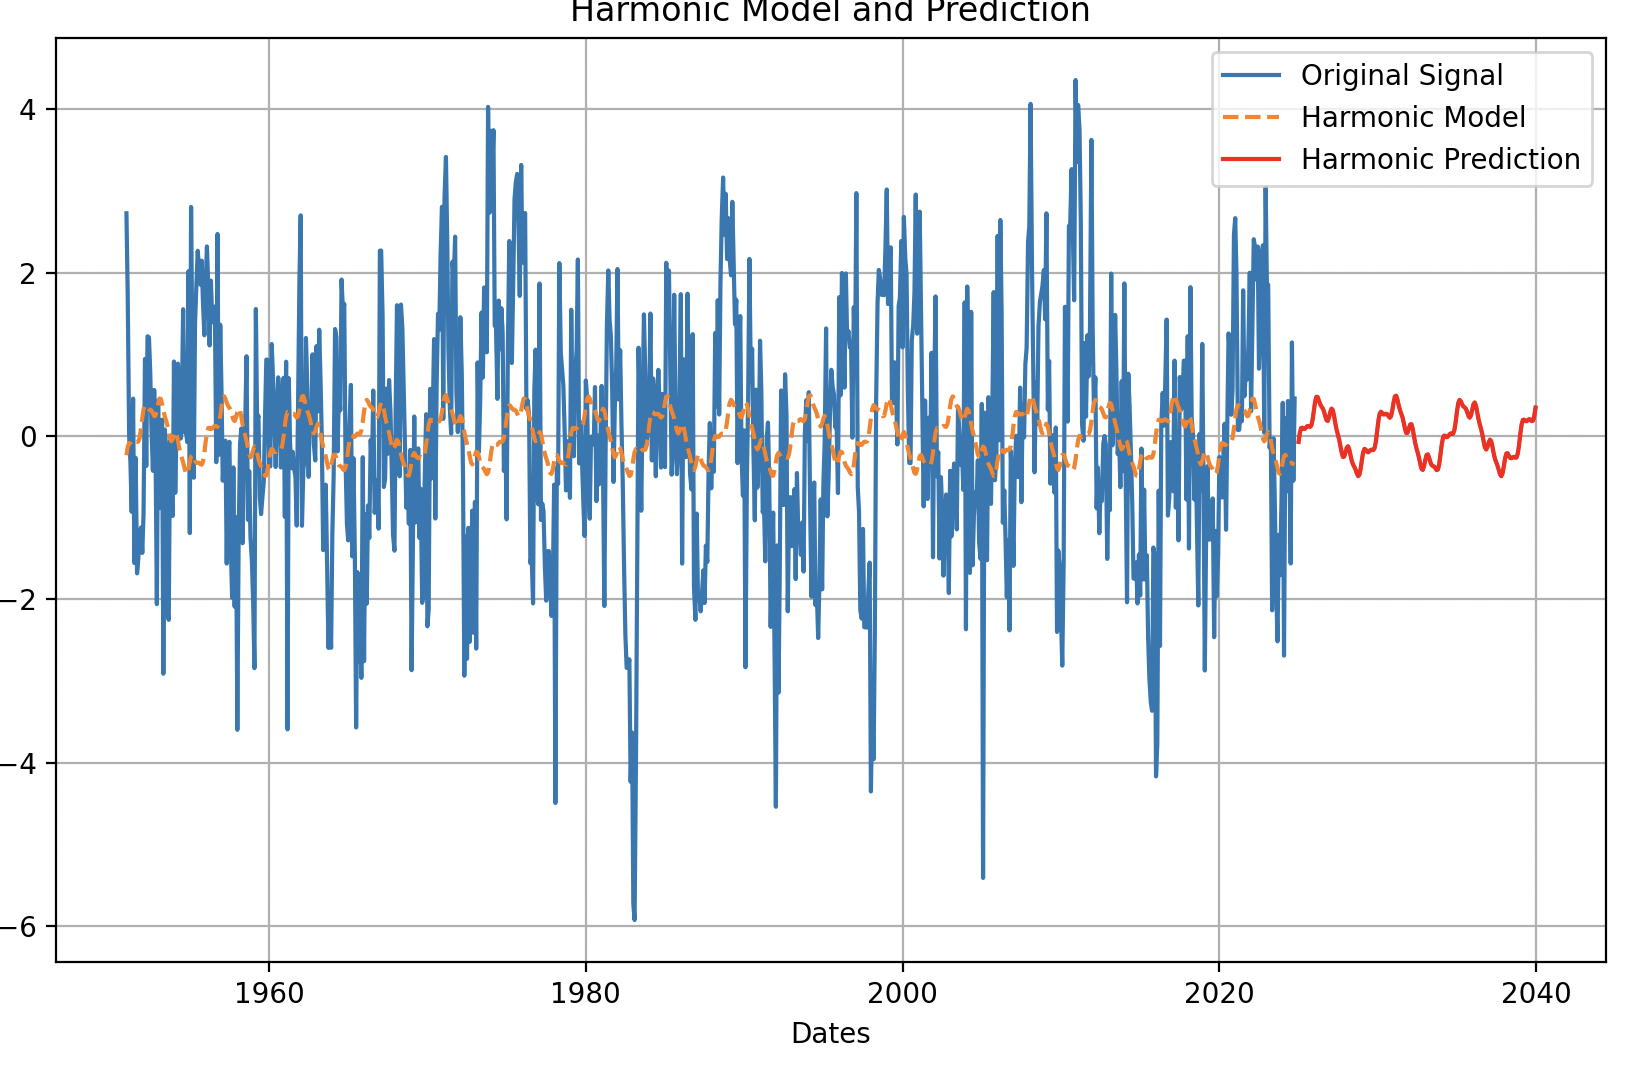 Harmonic Model and Prediction
Original Signal
Harmonic Model
Harmonic Prediction
4
2
0
−2
−4
−6
1960 1980 2000 2020 2040
Dates